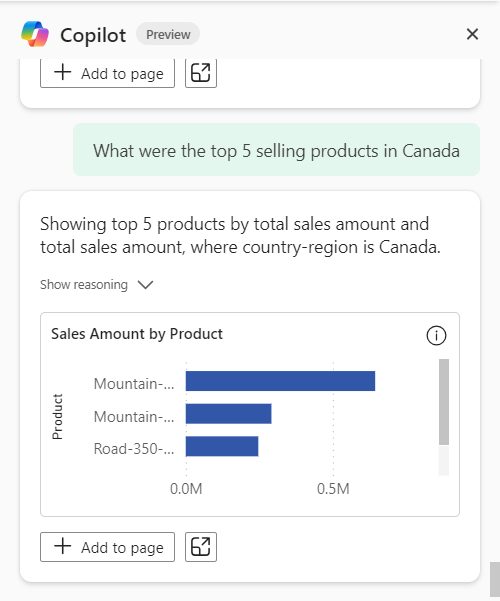 Copilot Preview
Add to page
What were the top 5 selling products in Canada
Showing top 5 products by total sales amount and
total sales amount, where country-region is Canada.
Show reasoning
Sales Amount by Product
Product
Mountain-...
Mountain-...
Road-350-...
0.0M 0.5M
Add to page